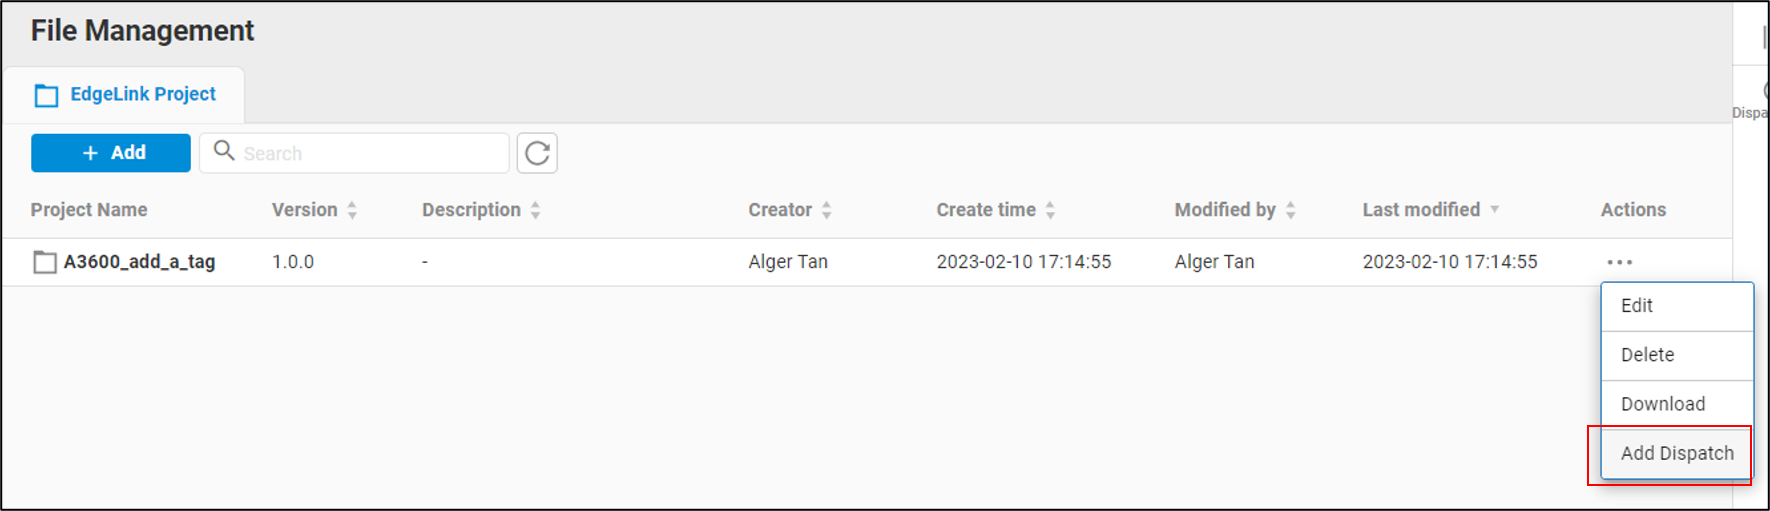 File Management
EdgeLink Project
+ Add
Search
Project Name Version Description Creator Create time Modified by Last modified Actions
A3600_add_a_tag 1.0.0 - Alger Tan 2023-02-10 17:14:55 Alger Tan 2023-02-10 17:14:55 ...
Edit
Delete
Download
Add Dispatch
Dispa